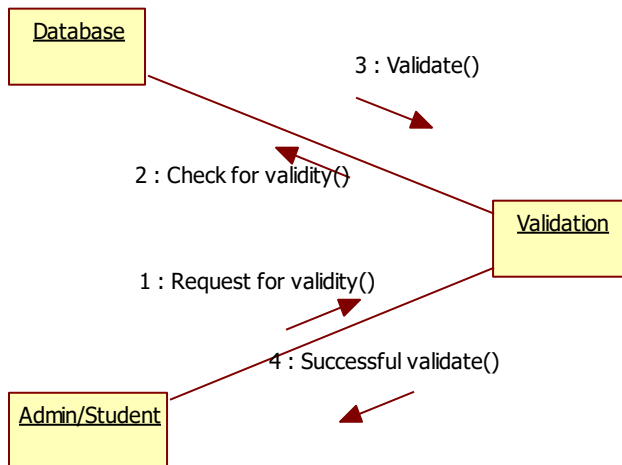 Database
3 : Validate()
2 : Check for validity()
Validation
1 : Request for validity()
4 : Successful validate()
Admin/Student